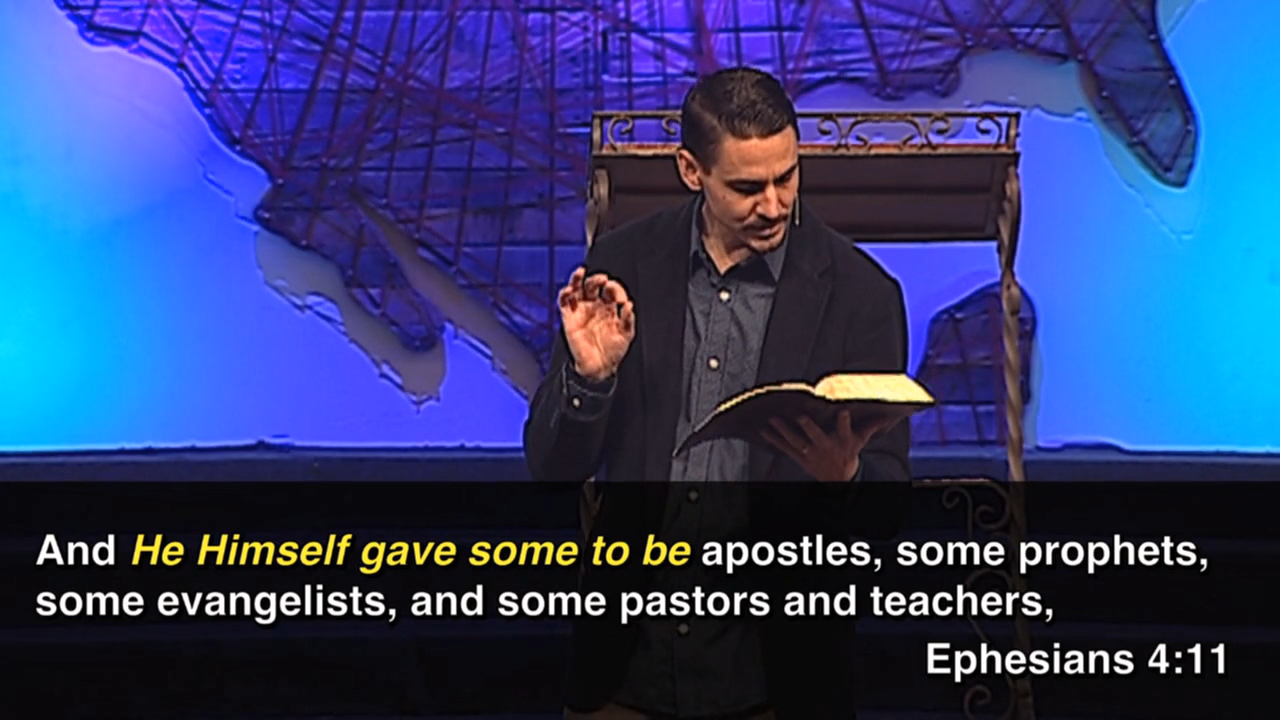 And He Himself gave some to be apostles, some prophets,
some evangelists, and some pastors and teachers,
Ephesians 4:11